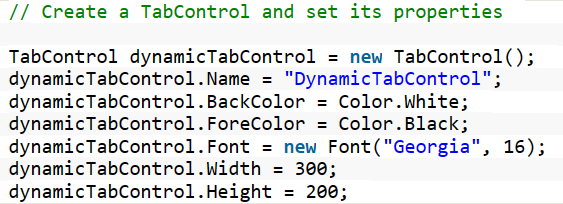 // Create a TabControl and set its properties
TabControl dynamicTabControl = new TabControl();
dynamicTabControl.Name = "DynamicTabControl";
dynamicTabControl.BackColor = Color.White;
dynamicTabControl.ForeColor = Color.Black;
dynamicTabControl.Font = new Font("Georgia", 16);
dynamicTabControl.Width = 300;
dynamicTabControl.Height = 200;